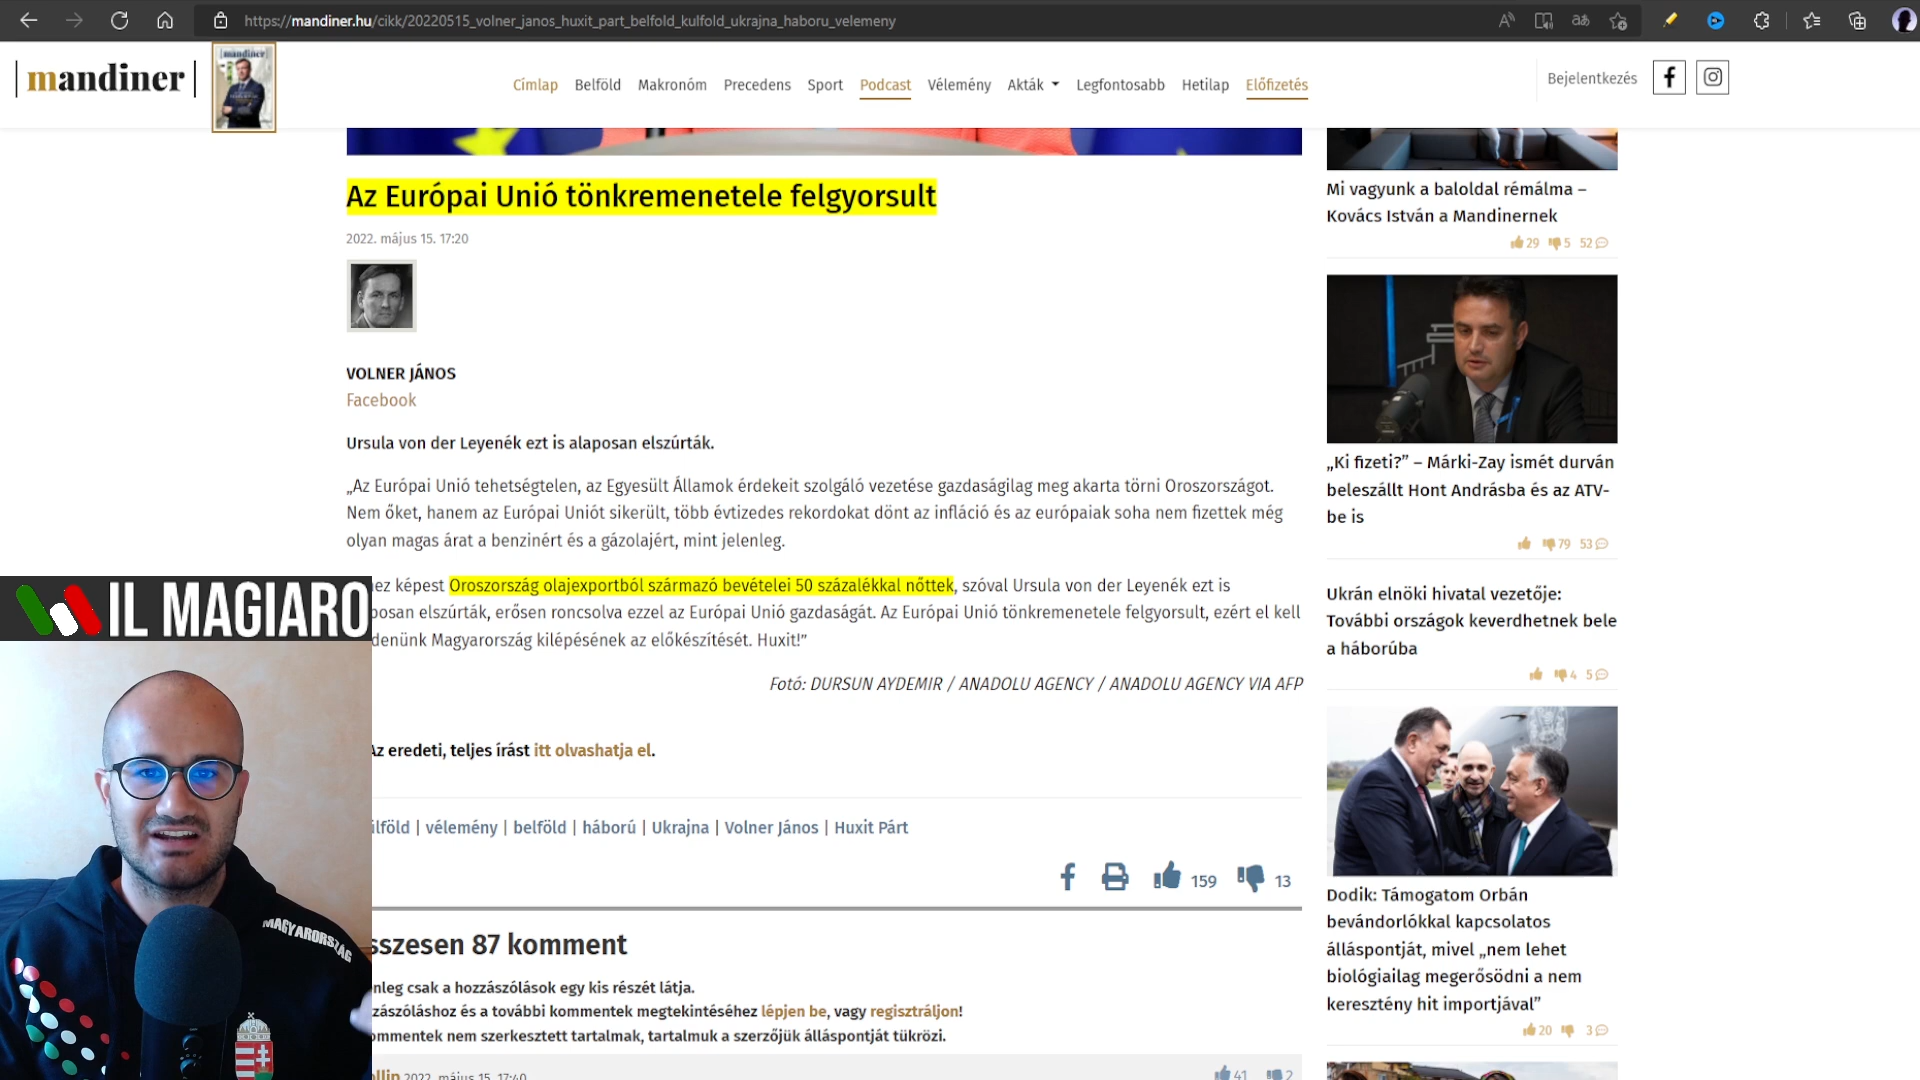 https://mandiner.hu/cikk/20220515_volner_janos_huxit_part_belfold_kulfold_ukrajna_haboru_velemeny
mandiner
mandiner
Címlap Belföld Makronóm Precedens Sport Podcast Vélemény Akták Legfontosabb Hetilap Előfizetés
Bejelentkezés
Az Európai Unió tönkremenetele felgyorsult
2022. május 15. 17:20
VOLNER JÁNOS
Facebook
Ursula von der Leyenék ezt is alaposan elszúrták.
„Az Európai Unió tehetségtelen, az Egyesült Államok érdekeit szolgáló vezetése gazdaságilag meg akarta törni Oroszországot.
Nem őket, hanem az Európai Uniót sikerült, több évtizedes rekordokat dönt az infláció és az európaiak soha nem fizettek még
olyan magas árat a benzinért és a gázolajért, mint jelenleg.
ez képest Oroszország olajexportból származó bevételei 50 százalékkal nőttek, szóval Ursula von der Leyenék ezt is
posan elszúrták, erősen roncsolva ezzel az Európai Unió gazdaságát. Az Európai Unió tönkremenetele felgyorsult, ezért el kell
denünk Magyarország kilépésének az előkészítését. Huxit!”
Fotó: DURSUN AYDEMIR / ANADOLU AGENCY / ANADOLU AGENCY VIA AFP
Az eredeti, teljes írást itt olvashatja el.
lföld | vélemény | belföld | háború | Ukrajna | Volner János | Huxit Párt
159 13
sszesen 87 komment
nleg csak a hozzászólások egy kis részét látja.
zászóláshoz és a további kommentek megtekintéséhez lépjen be, vagy regisztráljon!
ommentek nem szerkesztett tartalmak, tartalmuk a szerzőjük álláspontját tükrözi.
ollip 2022. május 15. 17:40
41 2
Mi vagyunk a baloldal rémálma –
Kovács István a Mandinernek
29 5 52
„Ki fizeti?” – Márki-Zay ismét durván
beleszállt Hont Andrásba és az ATV-
be is
79 53
Ukrán elnöki hivatal vezetője:
További országok keverdhetnek bele
a háborúba
4 5
Dodik: Támogatom Orbán
bevándorlókkal kapcsolatos
álláspontját, mivel „nem lehet
biológiailag megerősödni a nem
keresztény hit importjával”
20 3
IL MAGIARO
MAGYARORSZÁG